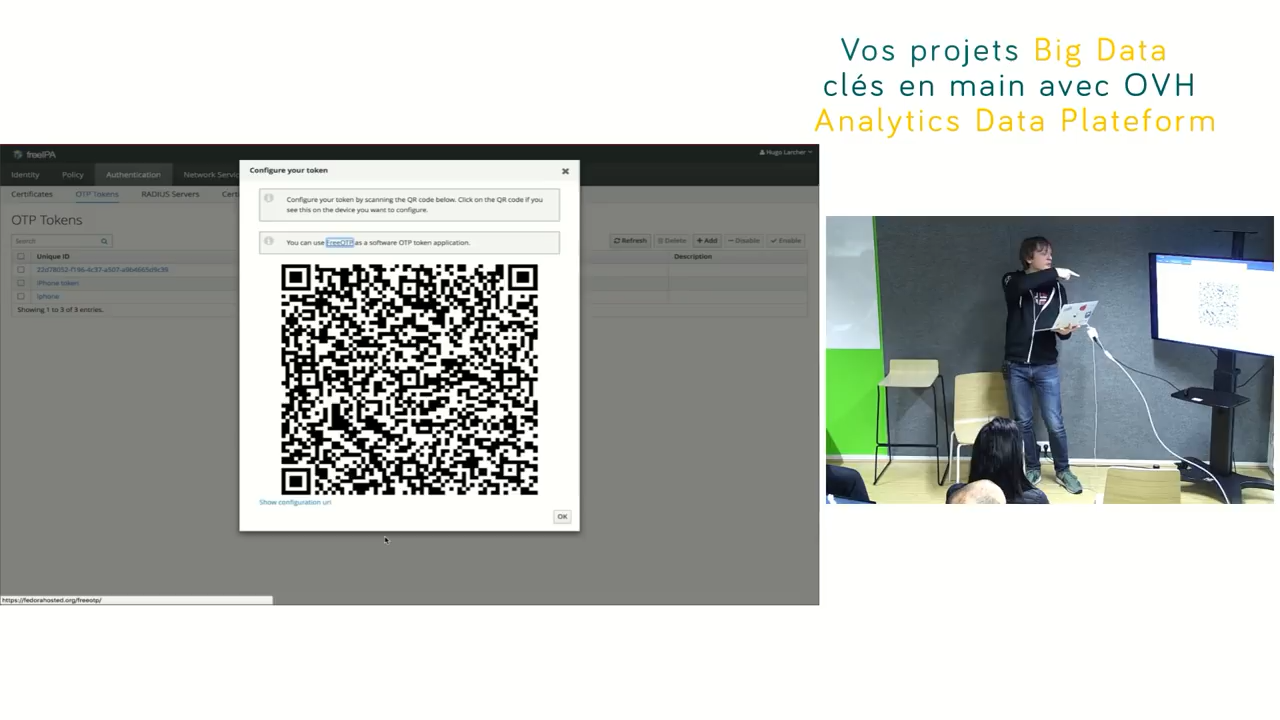 Vos projets Big Data
clés en main avec OVH
Analytics Data Plateform
freeIPA
Hugo Larcher
Identity
Policy
Authentication
Network Servic
Certificates
OTP Tokens
RADIUS Servers
Cert
OTP Tokens
Search
Refresh
Delete
Add
Disable
Enable
Unique ID
Description
iPhone token
Iphone
Showing 1 to 3 of 3 entries.
Configure your token
Configure your token by scanning the QR code below. Click on the QR code if you
see this on the device you want to configure.
You can use FreeOTP as a software OTP token application.
Show configuration uri
OK
https://fedorahosted.org/freeotp/